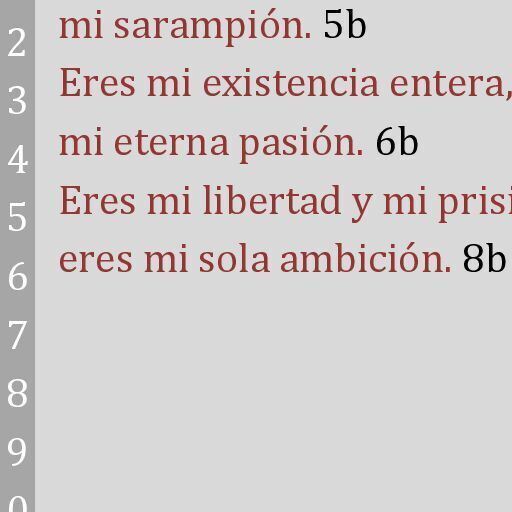 2 mi sarampión. 5b
3 Eres mi existencia entera,
4 mi eterna pasión. 6b
5 Eres mi libertad y mi prisi
6 eres mi sola ambición. 8b
7
8
9
0